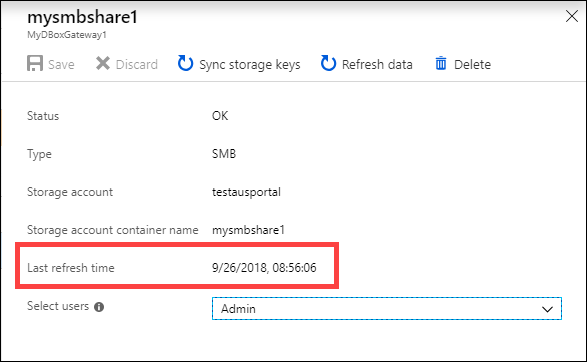 mysmbshare1
MyDBoxGateway1
Save Discard Sync storage keys Refresh data Delete
Status OK
Type SMB
Storage account testausportal
Storage account container name mysmbshare1
Last refresh time 9/26/2018, 08:56:06
Select users Admin